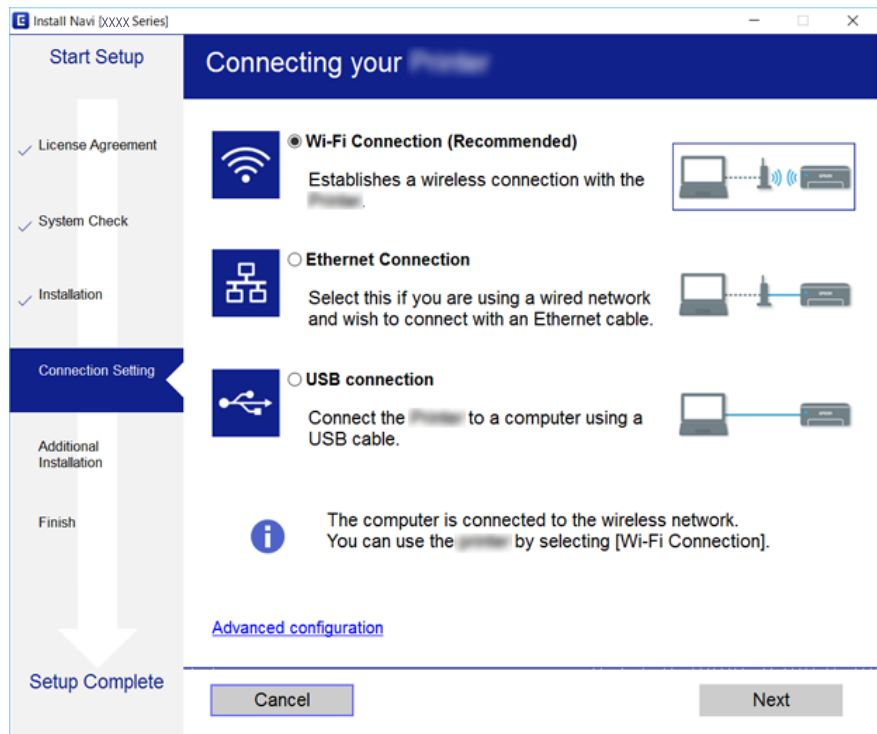 E Install Navi [XXXX Series]
Start Setup
License Agreement
System Check
Installation
Connection Setting
Additional
Installation
Finish
Setup Complete
Connecting your
Wi-Fi Connection (Recommended)
Establishes a wireless connection with the
.
EPSON
Ethernet Connection
Select this if you are using a wired network
and wish to connect with an Ethernet cable.
EPSON
USB connection
Connect the to a computer using a
USB cable.
EPSON
The computer is connected to the wireless network.
You can use the by selecting [Wi-Fi Connection].
Advanced configuration
Cancel
Next